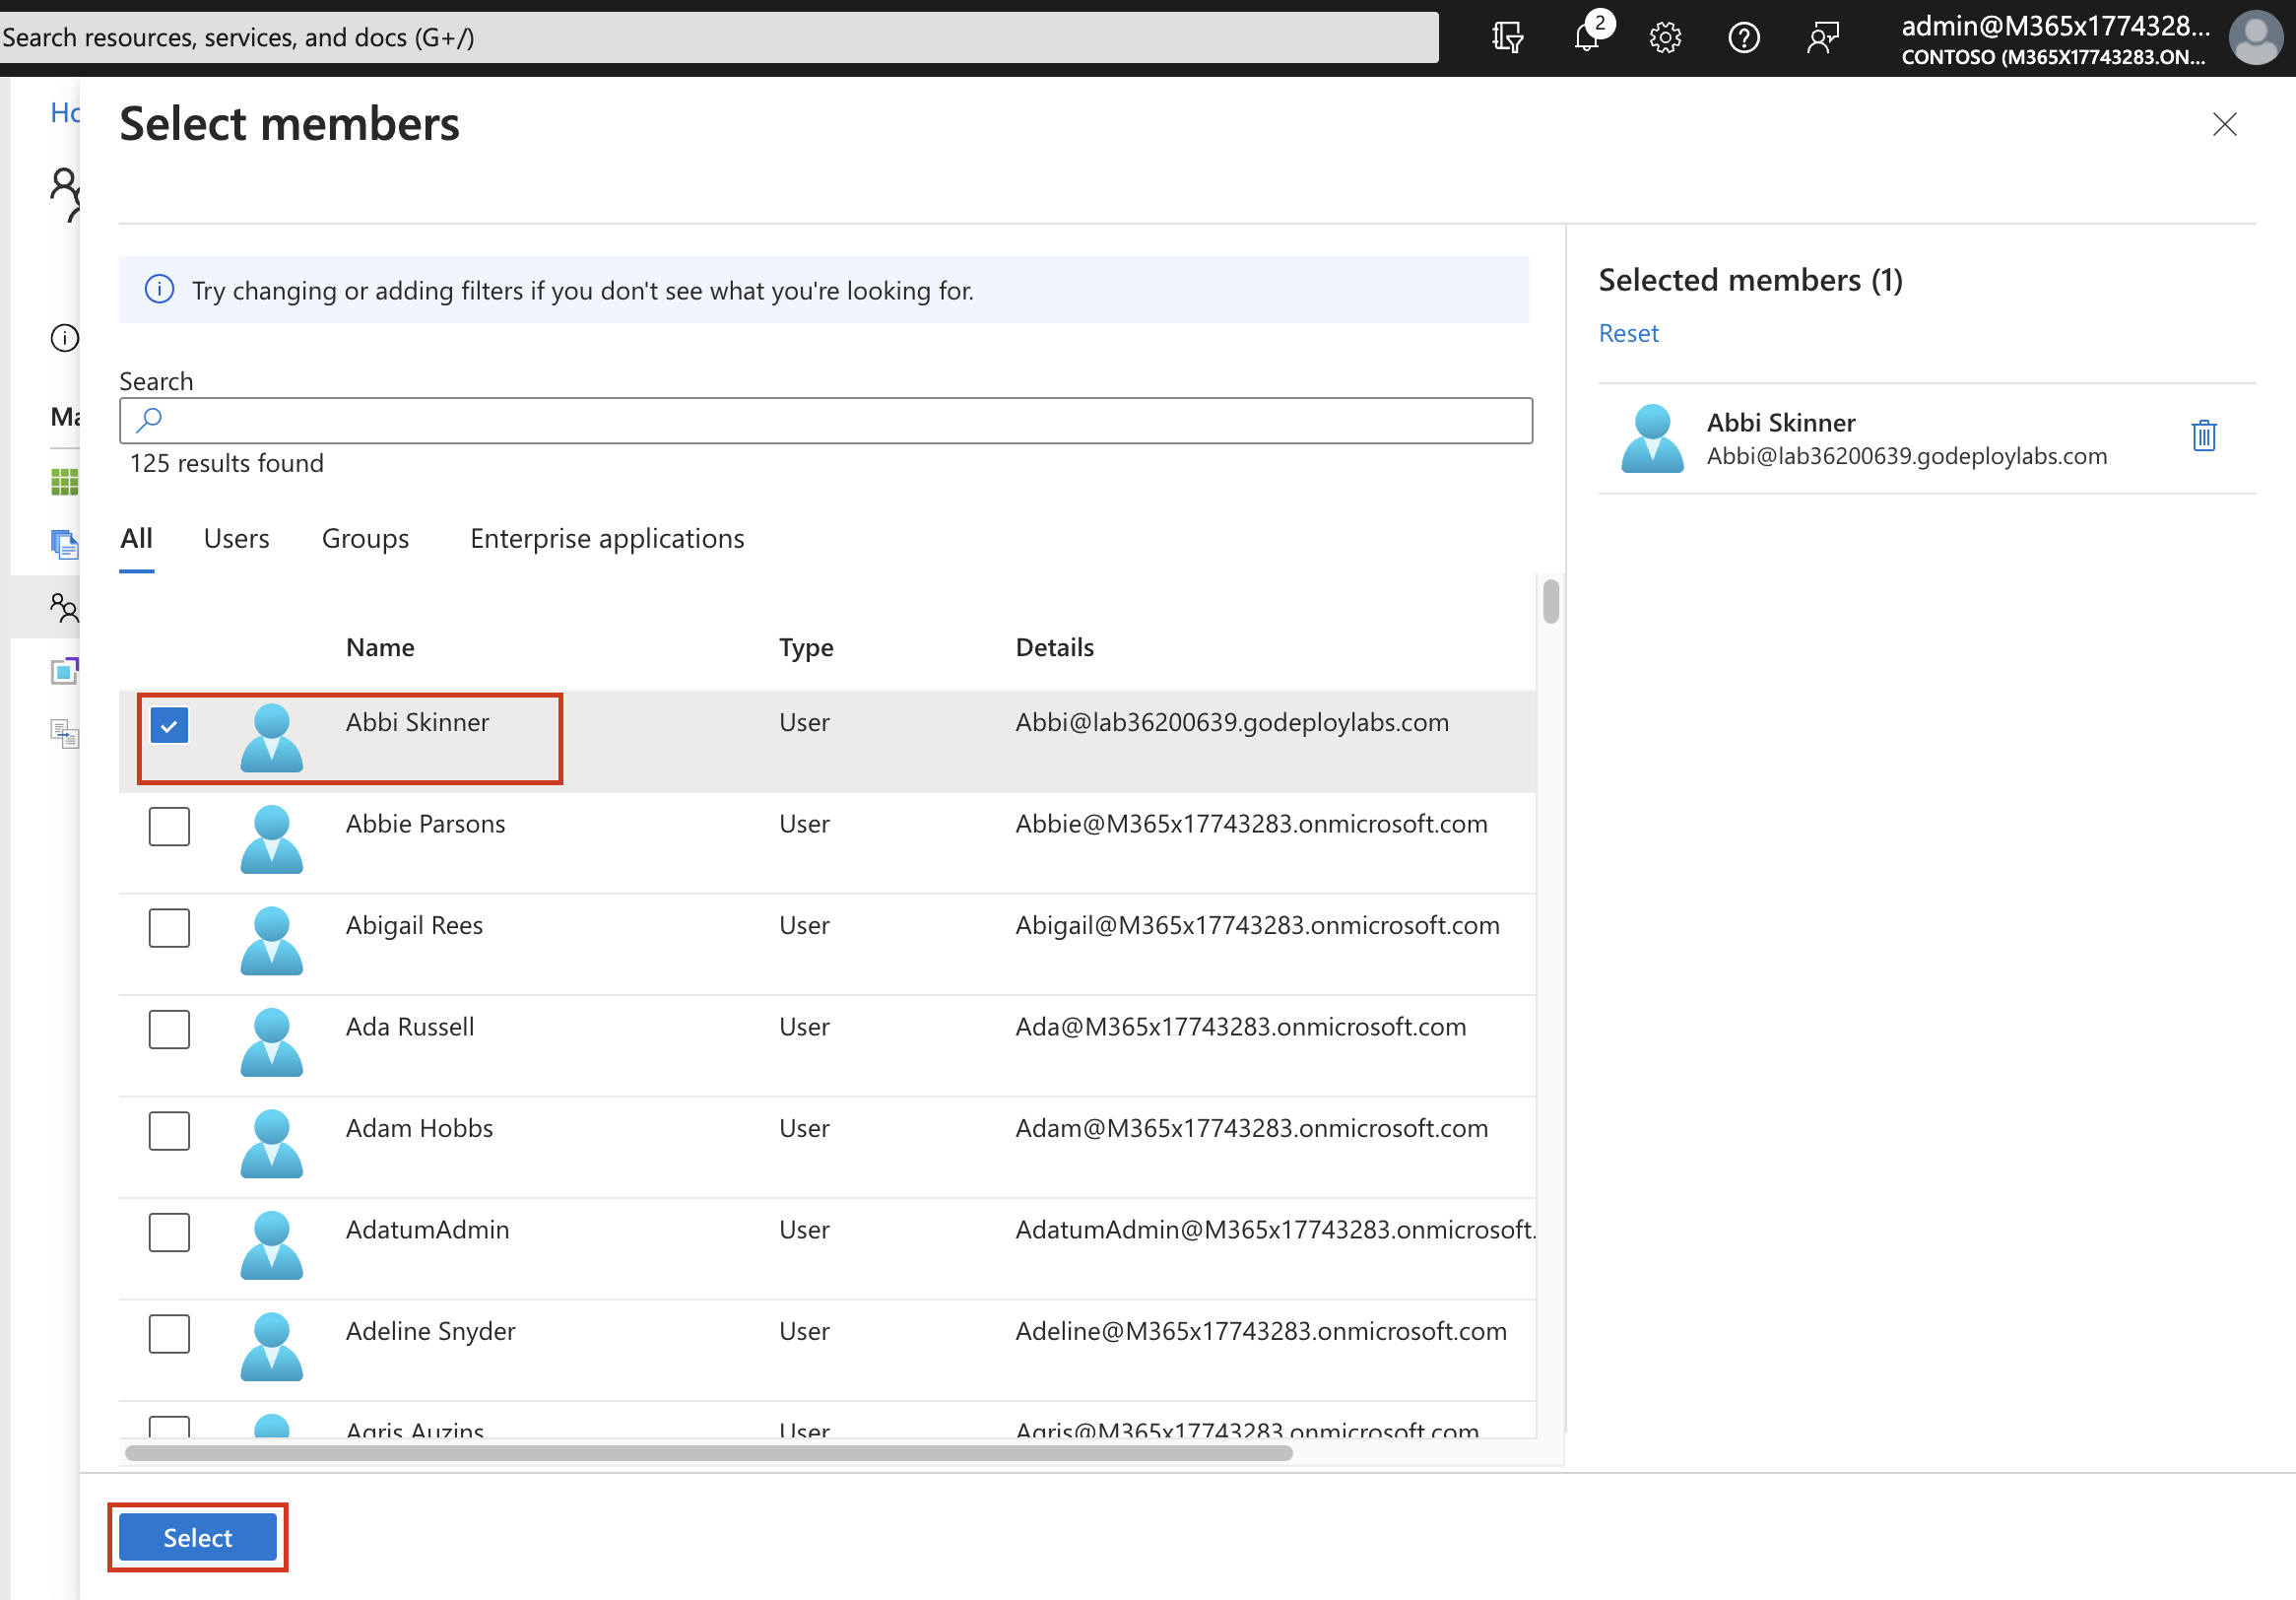 Search resources, services, and docs (G+/)
2
admin@M365x1774328...
CONTOSO (M365X17743283.ON...
Ho
Select members
Try changing or adding filters if you don't see what you're looking for.
Selected members (1)
Reset
Search
Ma
Abbi Skinner
Abbi@lab36200639.godeploylabs.com
125 results found
All Users Groups Enterprise applications
Name Type Details
Abbi Skinner User Abbi@lab36200639.godeploylabs.com
Abbie Parsons User Abbie@M365x17743283.onmicrosoft.com
Abigail Rees User Abigail@M365x17743283.onmicrosoft.com
Ada Russell User Ada@M365x17743283.onmicrosoft.com
Adam Hobbs User Adam@M365x17743283.onmicrosoft.com
AdatumAdmin User AdatumAdmin@M365x17743283.onmicrosoft.
Adeline Snyder User Adeline@M365x17743283.onmicrosoft.com
Agris Auzins User Agris@M365x17743283.onmicrosoft.com
Select